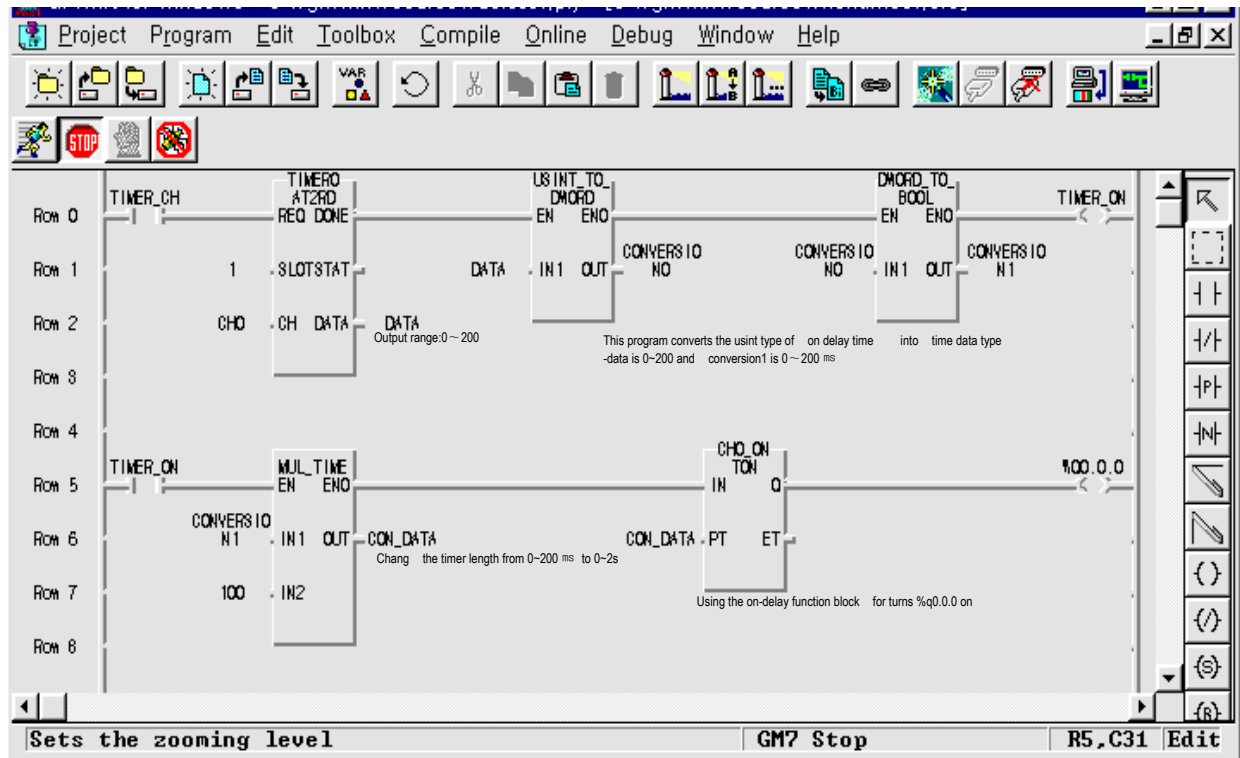 Project Program Edit Toolbox Compile Online Debug Window Help
VAR
STOP
Row 0
TIMER_CH
TIMER0
AT2RD
REQ DONE
USINT_TO_
DWORD
EN ENO
DWORD_TO_
BOOL
EN ENO
TIMER_ON
Row 1
1
SLOTSTAT
DATA
IN1 OUT
CONVERSIO
N0
CONVERSIO
N0
IN1 OUT
CONVERSIO
N1
Row 2
CH0
CH DATA
DATA
Output range:0～200
This program converts the usint type of on delay time into time data type
-data is 0~200 and conversion1 is 0～200 ms
Row 3
Row 4
Row 5
TIMER_ON
MUL_TIME
EN ENO
CH0_ON
TON
IN Q
%Q0.0.0
Row 6
CONVERSIO
N1
IN1 OUT
CON_DATA
CON_DATA
PT ET
Chang the timer length from 0~200 ms to 0~2s
Row 7
100
IN2
Using the on-delay function block for turns %q0.0.0 on
Row 8
Sets the zooming level
GM7 Stop
R5,C31
Edit